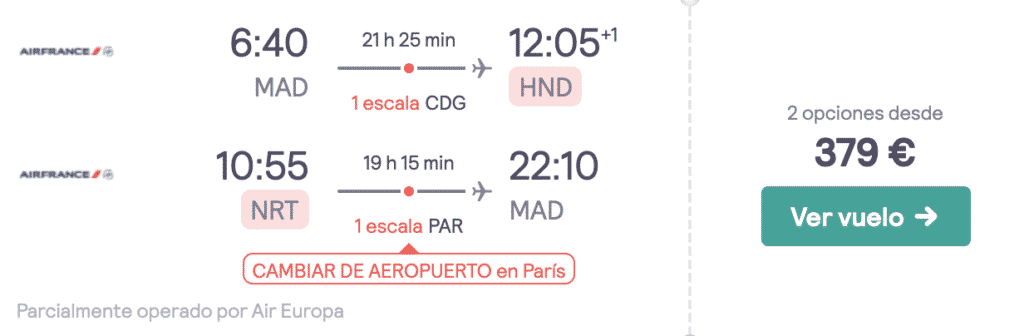 AIRFRANCE
6:40
21 h 25 min
12:05+1
MAD
1 escala CDG
HND
AIRFRANCE
10:55
19 h 15 min
22:10
NRT
1 escala PAR
MAD
CAMBIAR DE AEROPUERTO en París
Parcialmente operado por Air Europa
2 opciones desde
379 €
Ver vuelo →